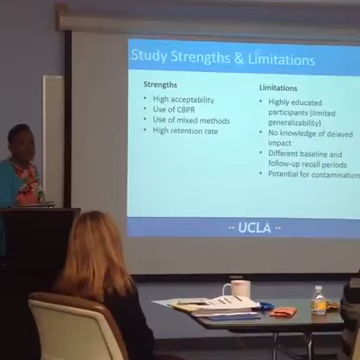 Study Strengths & Limitations
Strengths
• High acceptability
• Use of CBPR
• Use of mixed methods
• High retention rate
Limitations
• Highly educated
participants (limited
generalizability)
• No knowledge of delayed
impact
• Different baseline and
follow-up recall periods
• Potential for contamination
·· UCLA ··